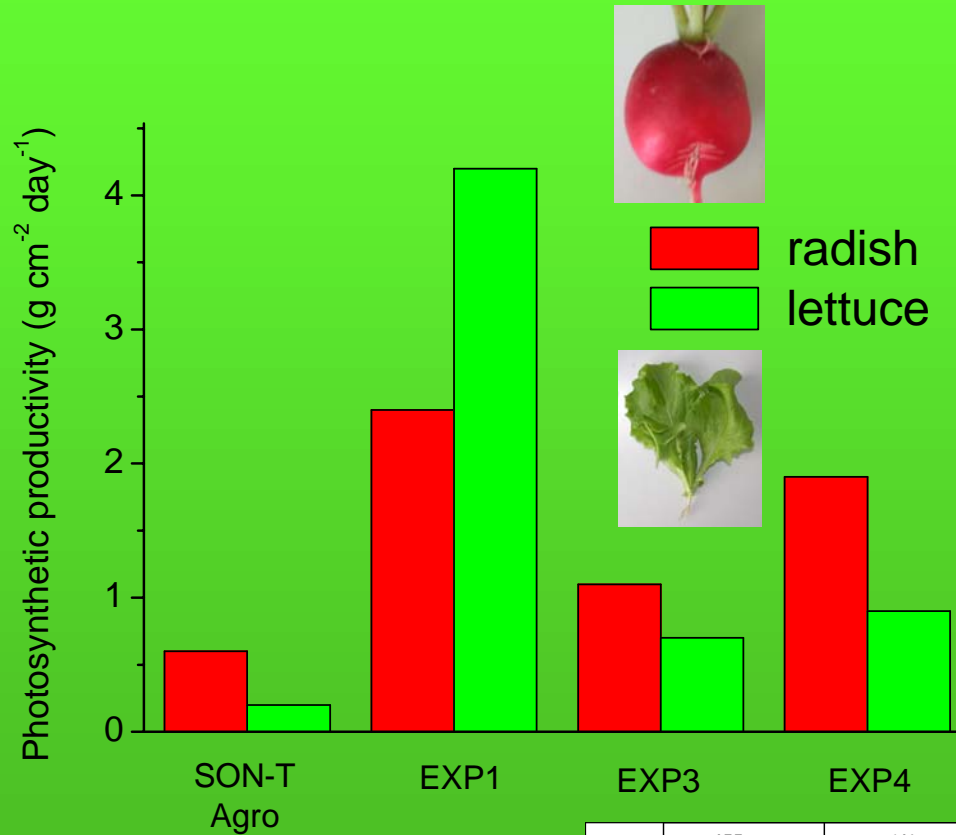 Photosynthetic productivity (g cm⁻² day⁻¹)
4
3
2
1
0
radish
lettuce
SON-T
Agro
EXP1
EXP3
EXP4